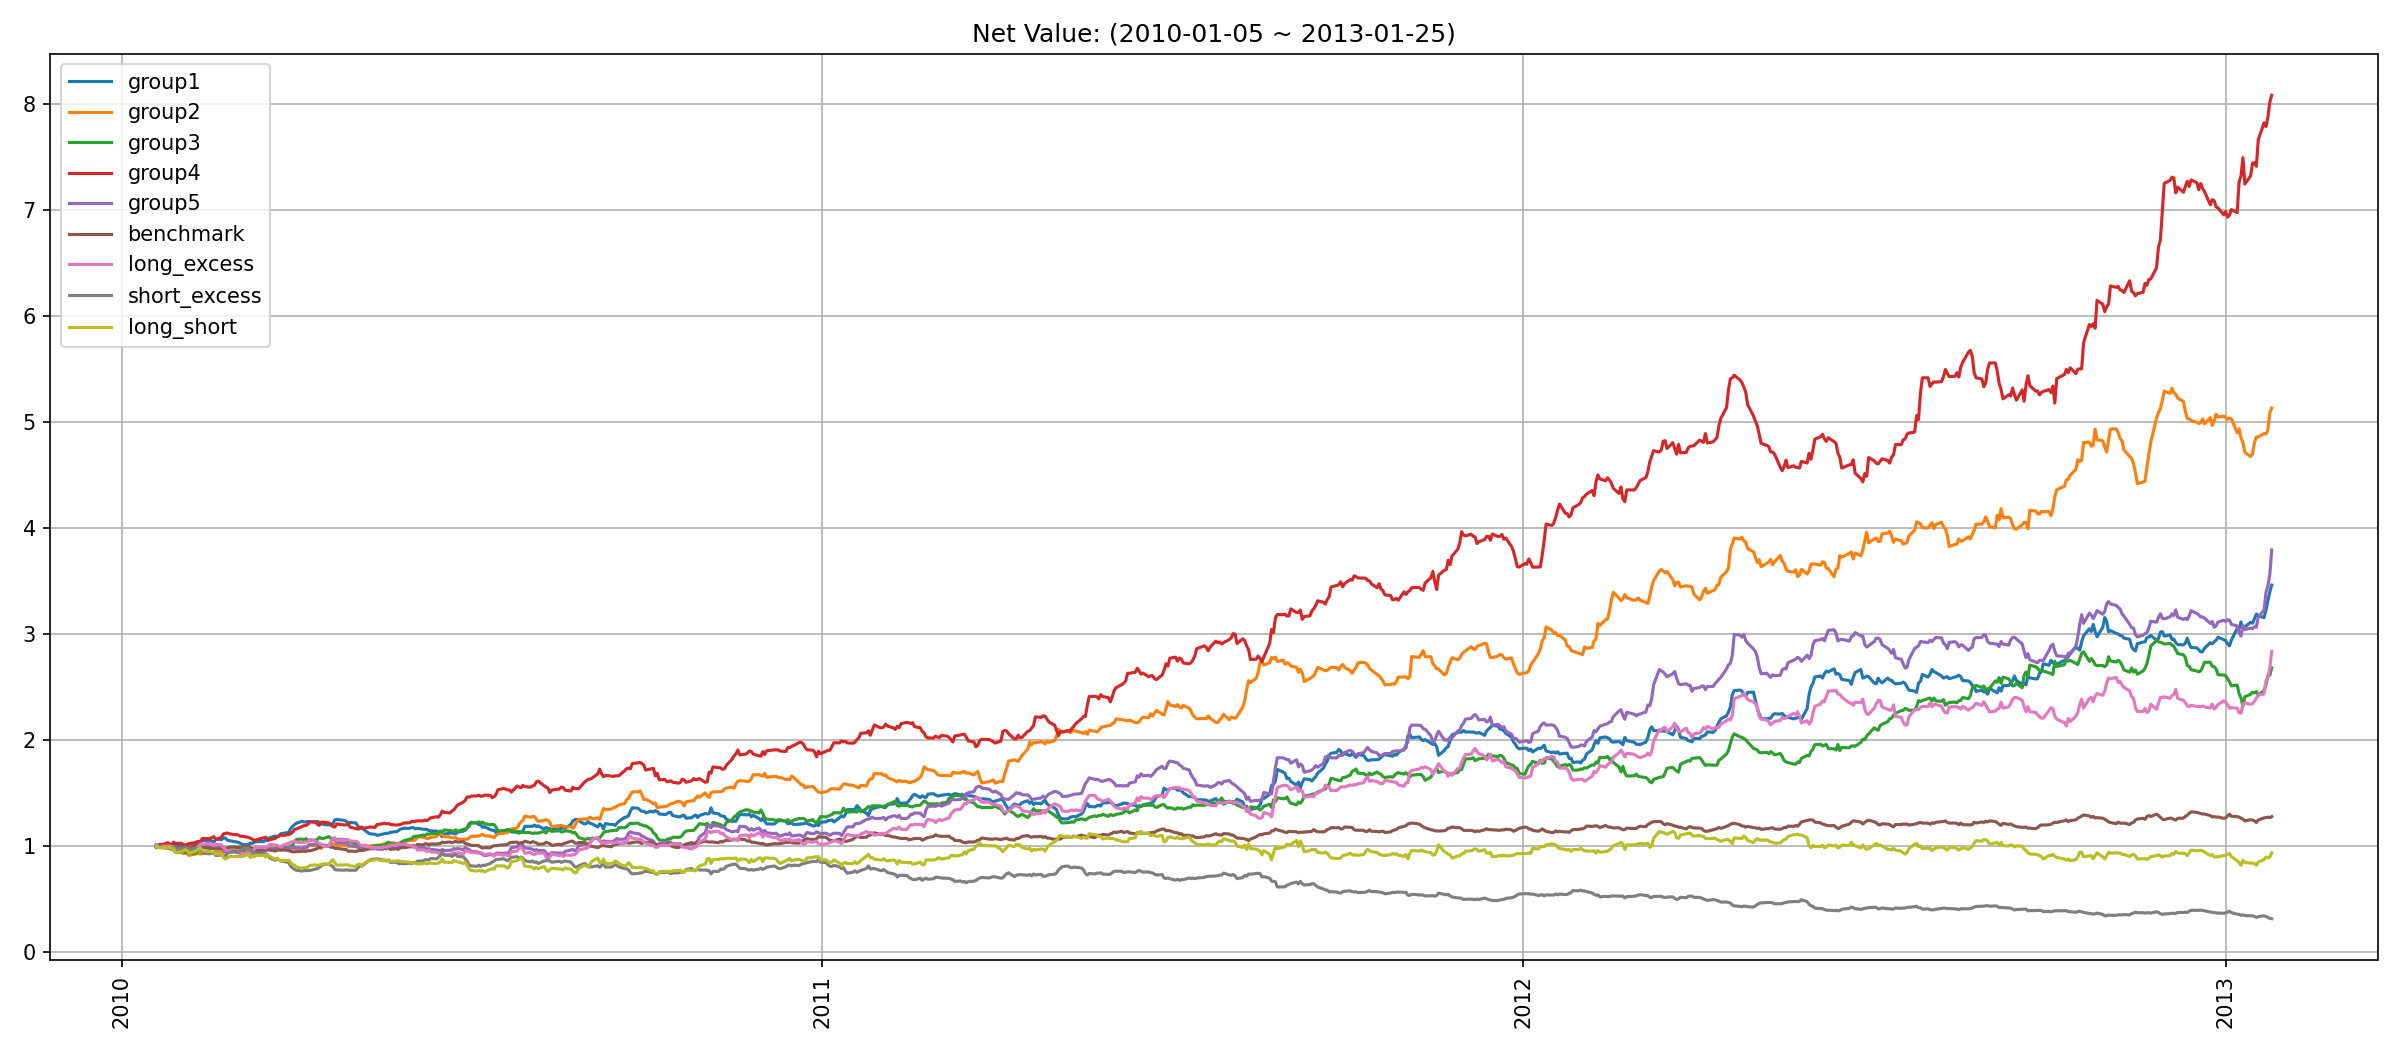 Net Value: (2010-01-05 ~ 2013-01-25)
group1
group2
group3
group4
group5
benchmark
long_excess
short_excess
long_short
8
7
6
5
4
3
2
1
0
2010
2011
2012
2013